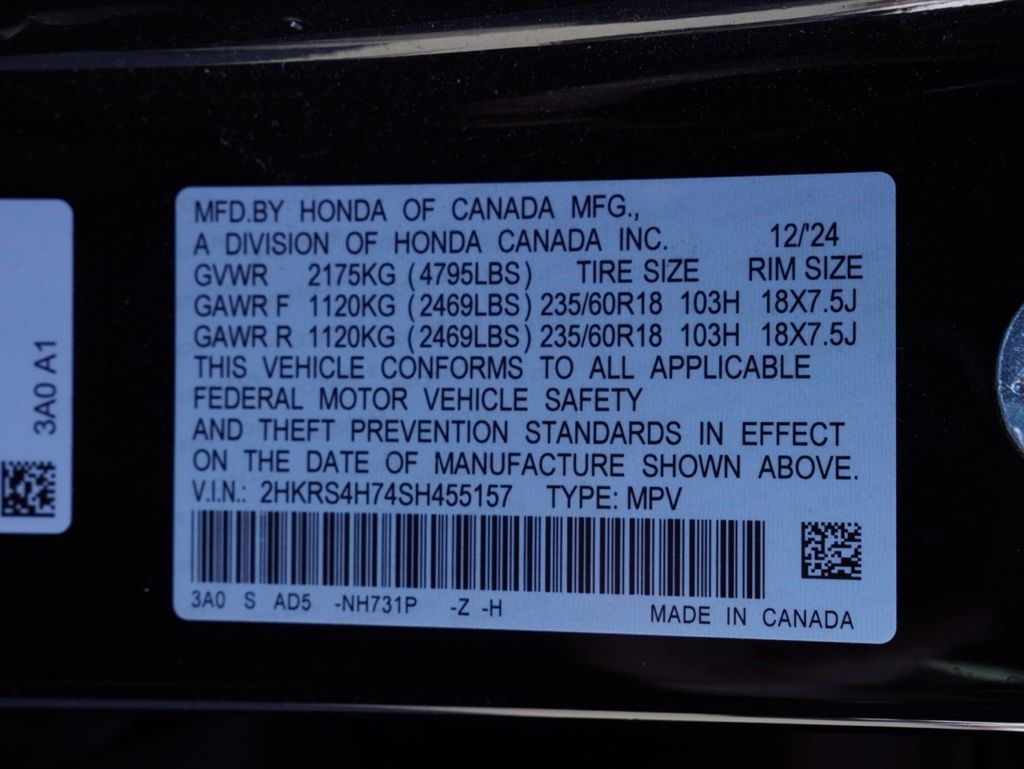 MFD.BY HONDA OF CANADA MFG.,
A DIVISION OF HONDA CANADA INC. 12/'24
GVWR 2175KG (4795LBS) TIRE SIZE RIM SIZE
GAWR F 1120KG (2469LBS) 235/60R18 103H 18X7.5J
GAWR R 1120KG (2469LBS) 235/60R18 103H 18X7.5J
THIS VEHICLE CONFORMS TO ALL APPLICABLE
FEDERAL MOTOR VEHICLE SAFETY
AND THEFT PREVENTION STANDARDS IN EFFECT
ON THE DATE OF MANUFACTURE SHOWN ABOVE.
V.I.N.: 2HKRS4H74SH455157 TYPE: MPV
3A0 S AD5 -NH731P -Z -H
MADE IN CANADA
3A0 A1